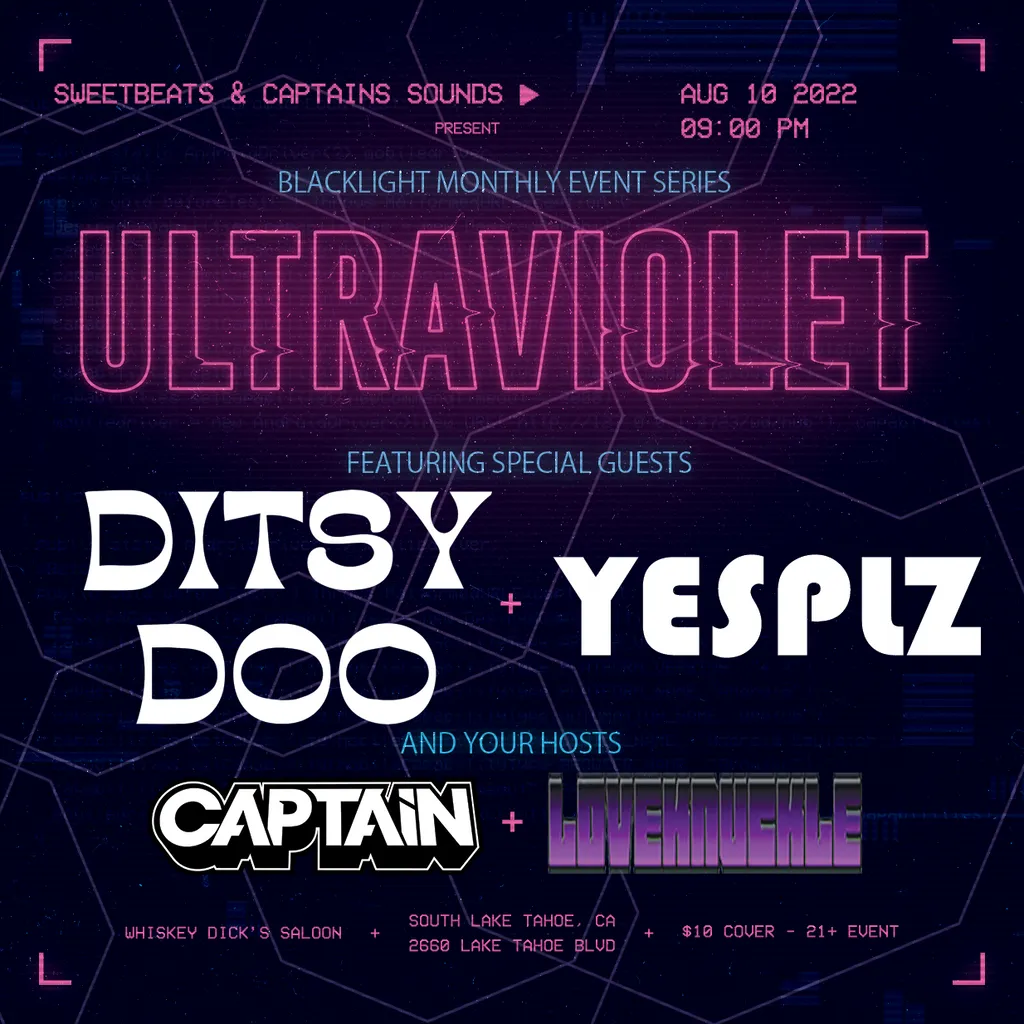 SWEETBEATS & CAPTAINS SOUNDS ▶
PRESENT
AUG 10 2022
09:00 PM
BLACKLIGHT MONTHLY EVENT SERIES
ULTRAVIOLET
FEATURING SPECIAL GUESTS
DITSY
DOO
+
YESPLZ
AND YOUR HOSTS
CAPTAiN + LOVEKNUCKLE
WHISKEY DICK'S SALOON +
SOUTH LAKE TAHOE, CA
2660 LAKE TAHOE BLVD
+ $10 COVER - 21+ EVENT